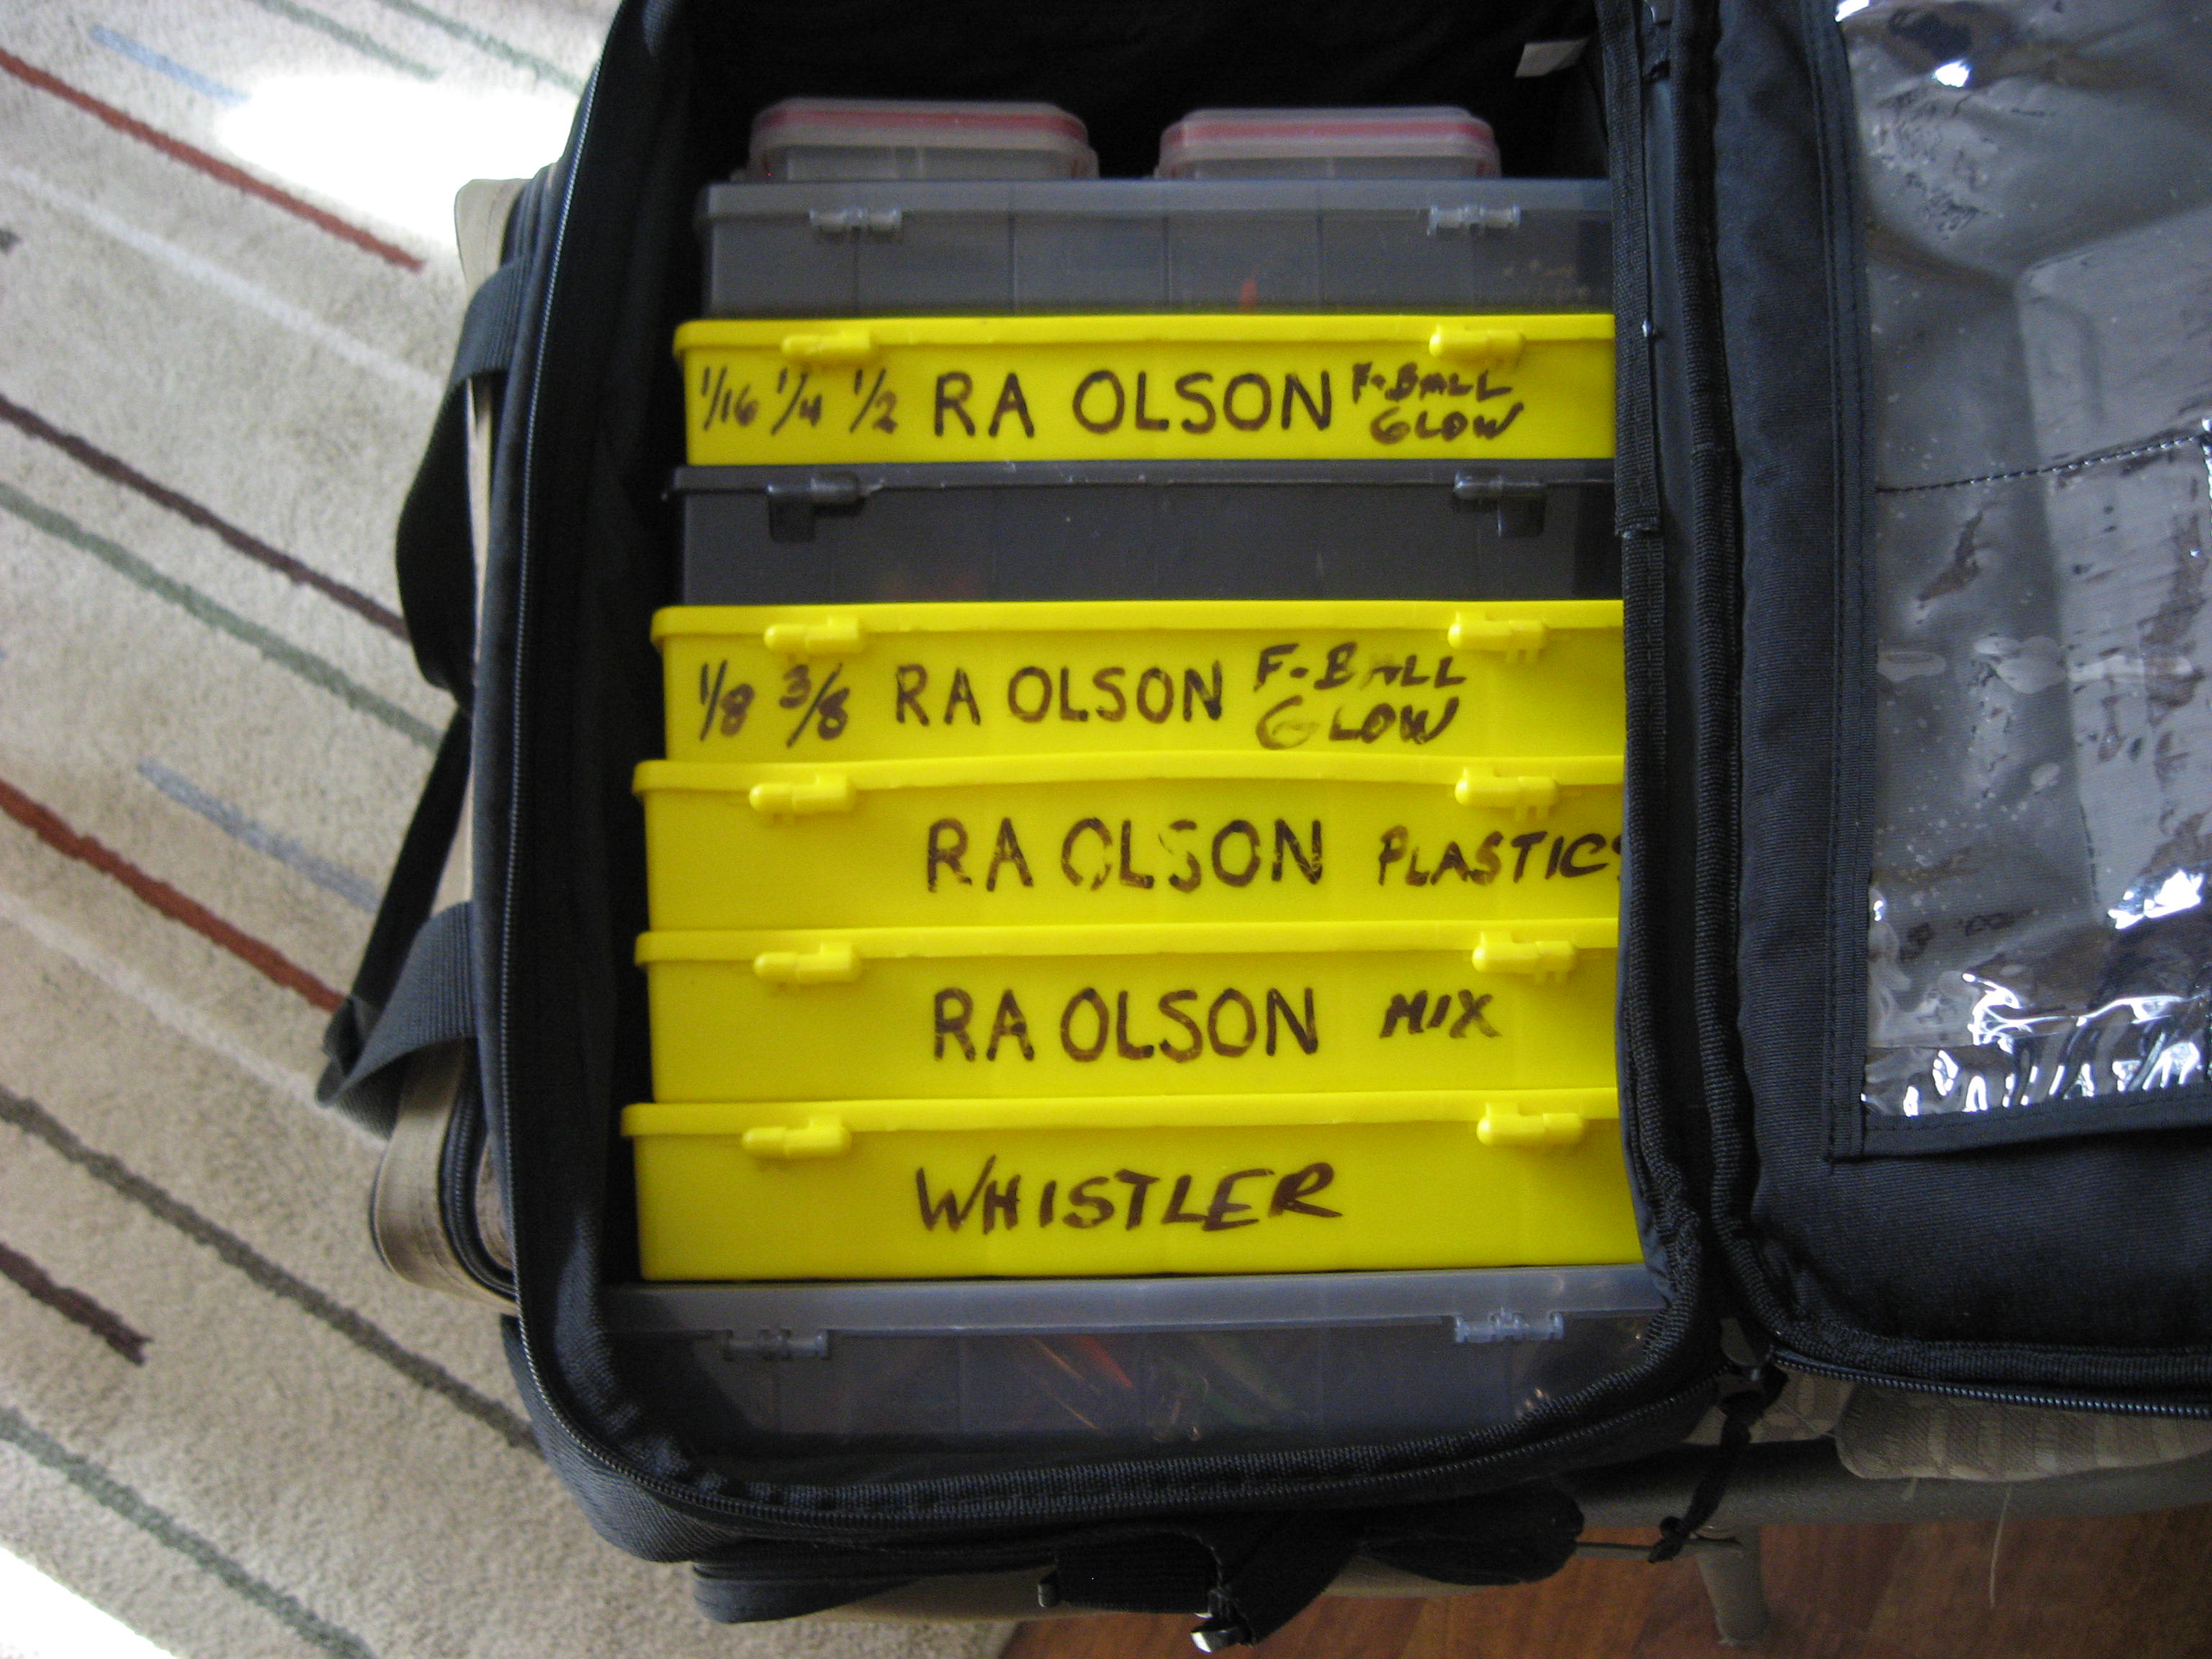 1/16 1/4 1/2 RA OLSON F-BALL
GLOW
1/8 3/8 RA OLSON F-BALL
GLOW
RA OLSON PLASTICS
RA OLSON MIX
WHISTLER